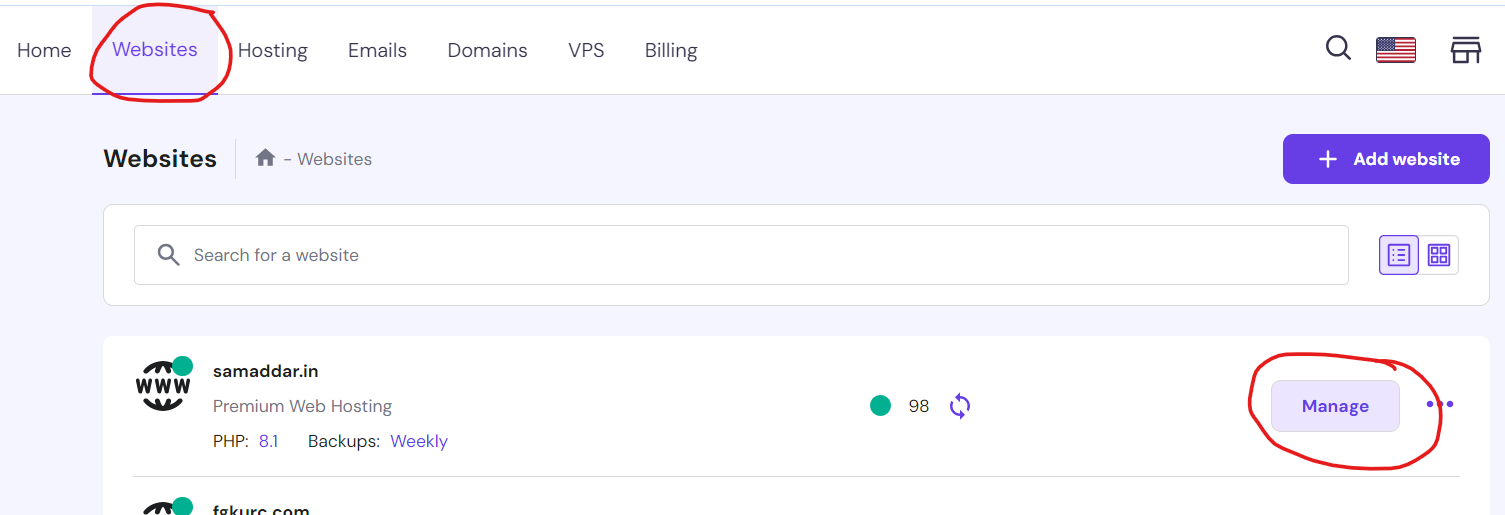 Home Websites Hosting Emails Domains VPS Billing
Websites - Websites
+ Add website
Search for a website
www samaddar.in
Premium Web Hosting 98 Manage
PHP: 8.1 Backups: Weekly
fgkurc.com